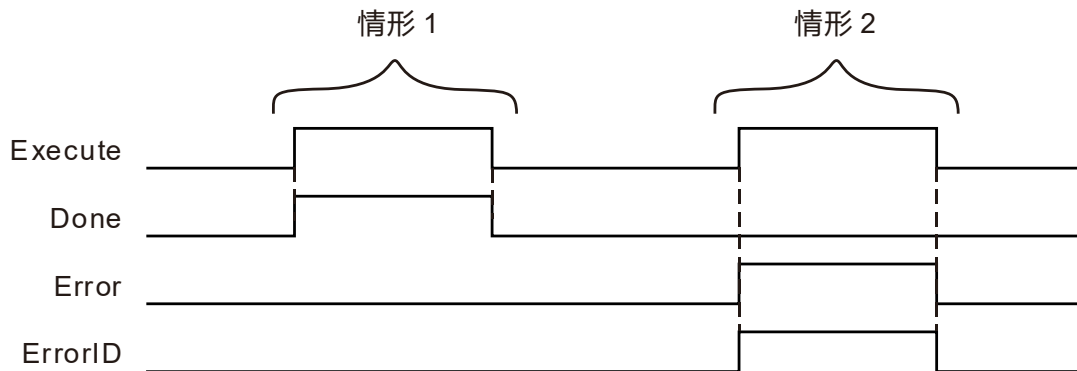 情形 1
情形 2
Execute
Done
Error
ErrorID